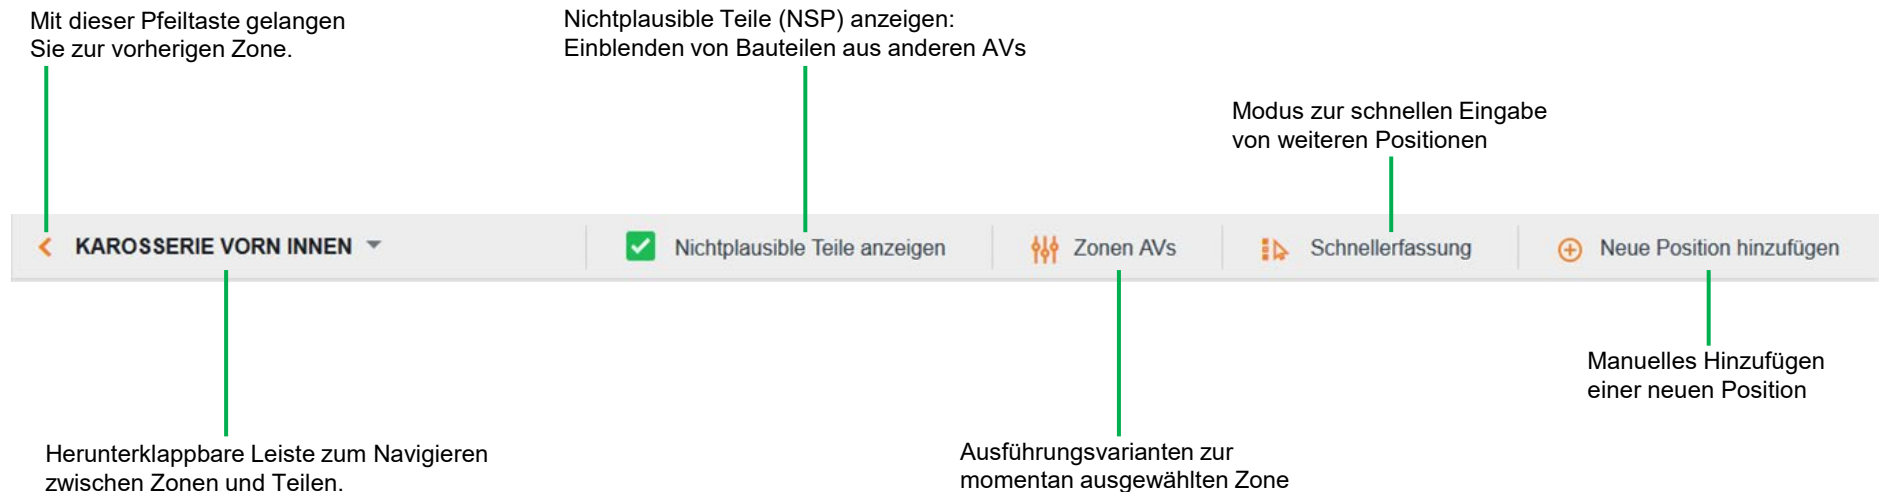 Mit dieser Pfeiltaste gelangen
Sie zur vorherigen Zone.
Nichtplausible Teile (NSP) anzeigen:
Einblenden von Bauteilen aus anderen AVs
Modus zur schnellen Eingabe
von weiteren Positionen
KAROSSERIE VORN INNEN
Nichtplausible Teile anzeigen
Zonen AVs
Schnellerfassung
Neue Position hinzufügen
Manuelles Hinzufügen
einer neuen Position
Herunterklappbare Leiste zum Navigieren
zwischen Zonen und Teilen.
Ausführungsvarianten zur
momentan ausgewählten Zone